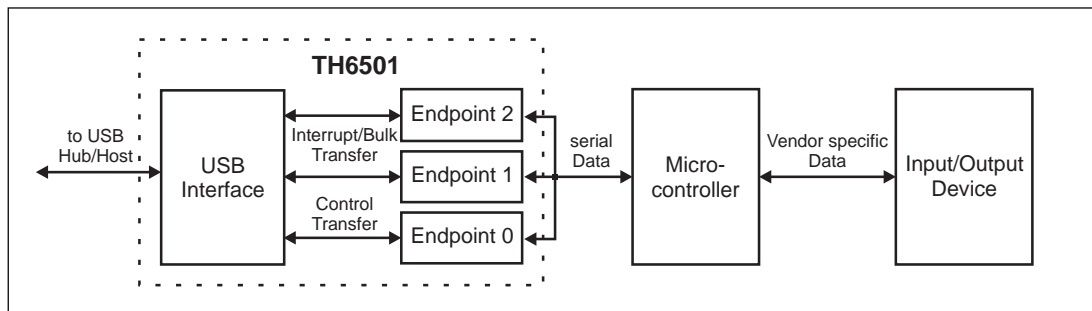 TH6501
to USB
Hub/Host
USB
Interface
Interrupt/Bulk
Transfer
Control
Transfer
Endpoint 2
Endpoint 1
Endpoint 0
serial
Data
Micro-
controller
Vendor specific
Data
Input/Output
Device